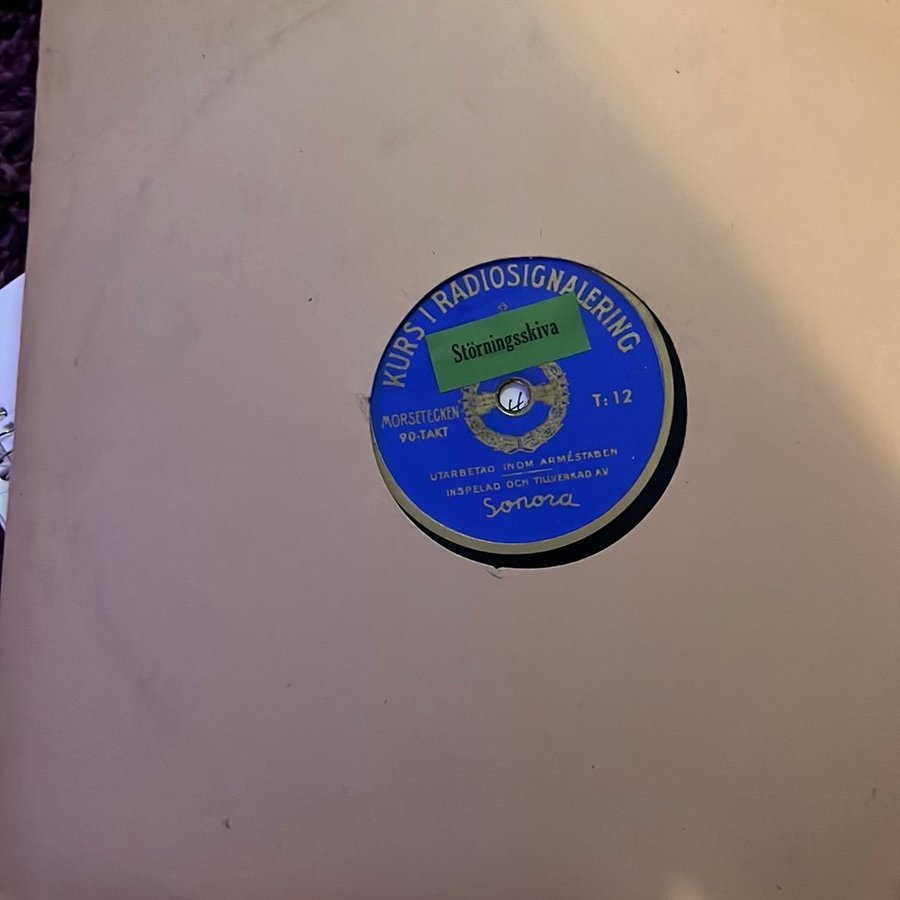 KURS I RADIOSIGNALERING
Störningsskiva
MORSETECKEN
90-TAKT
T: 12
UTARBETAD INOM ARMÉSTABEN
INSPELAD OCH TILLVERKAD AV
Sonora